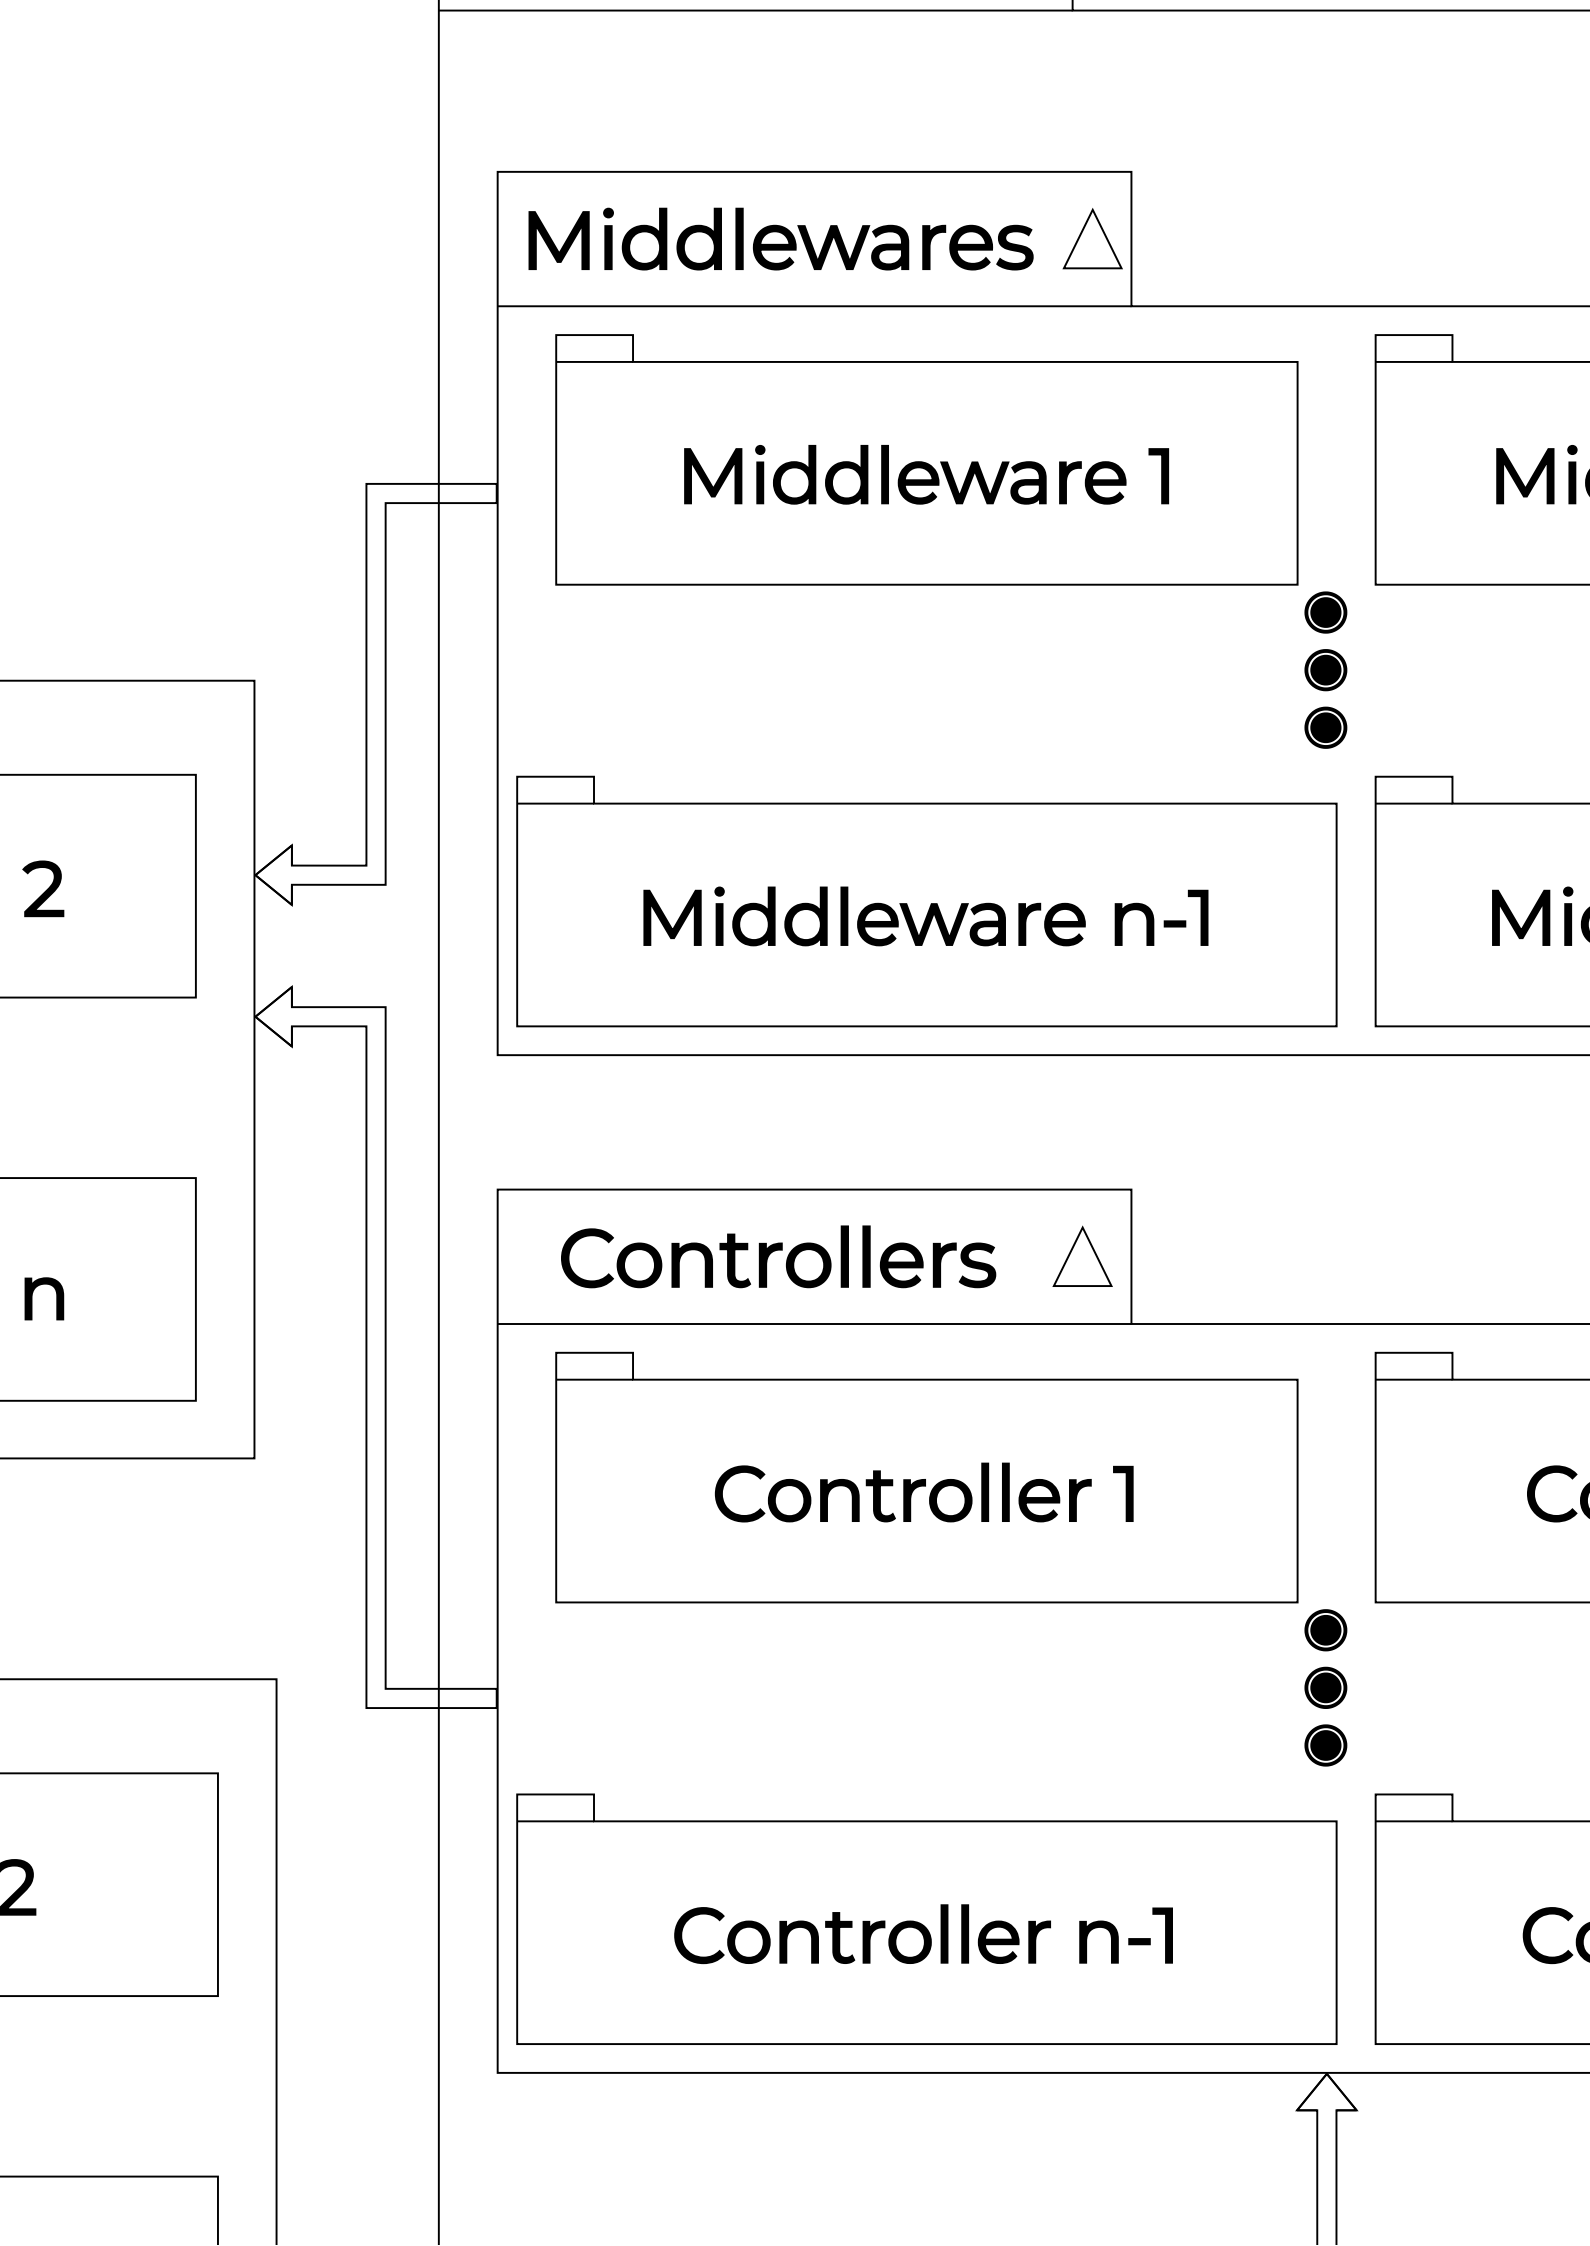 Middlewares
Middleware 1
2
Middleware n-1
Controllers
n
Controller 1
2
Controller n-1